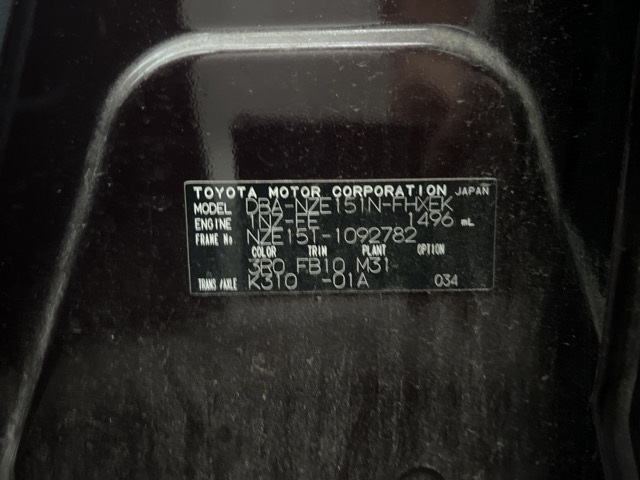 TOYOTA MOTOR CORPORATION JAPAN
MODEL DBA-NZE151N-FHXEK
ENGINE 1NZ-FE 1496 mL
FRAME No NZE151-1092782
COLOR TRIM PLANT OPTION
3R0 FB10 M31
TRANS/AXLE K310 -01A 034